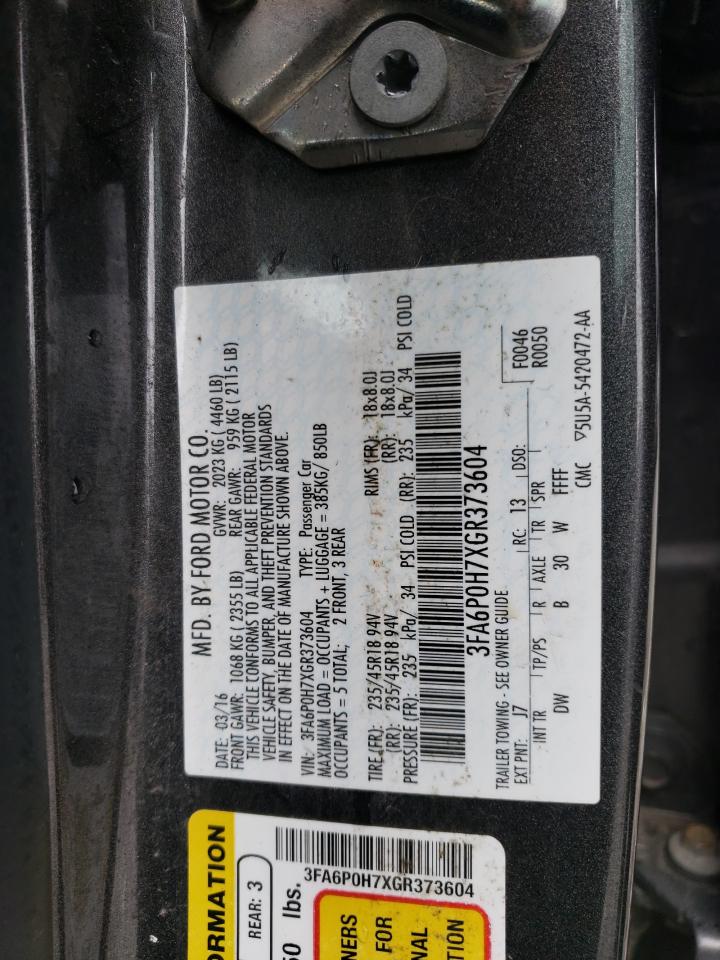 MFD. BY FORD MOTOR CO.
DATE: 03/16 GVWR: 2023 KG ( 4460 LB)
FRONT GAWR: 1068 KG ( 2355 LB) REAR GAWR: 959 KG ( 2115 LB)
THIS VEHICLE CONFORMS TO ALL APPLICABLE FEDERAL MOTOR
VEHICLE SAFETY, BUMPER, AND THEFT PREVENTION STANDARDS
IN EFFECT ON THE DATE OF MANUFACTURE SHOWN ABOVE.
VIN: 3FA6P0H7XGR373604 TYPE: Passenger Car
MAXIMUM LOAD = OCCUPANTS + LUGGAGE = 385KG/ 850LB
OCCUPANTS = 5 TOTAL; 2 FRONT, 3 REAR
TIRE (FR): 235/45R18 94V RIMS (FR): 18x8.0J
(RR): 235/45R18 94V (RR): 18x8.0J
PRESSURE (FR): 235 kPa/ 34 PSI COLD (RR): 235 kPa/ 34 PSI COLD
3FA6P0H7XGR373604
TRAILER TOWING - SEE OWNER GUIDE
F0046
R0050
EXT PNT: J7 RC: 13 DSO:
INT TR TP/PS R AXLE TR SPR
DW B 30 W FFFF
CMC ▽5U5A-5420472-AA
ORMATION
REAR: 3
50 lbs.
3FA6P0H7XGR373604
NERS
FOR
NAL
TION